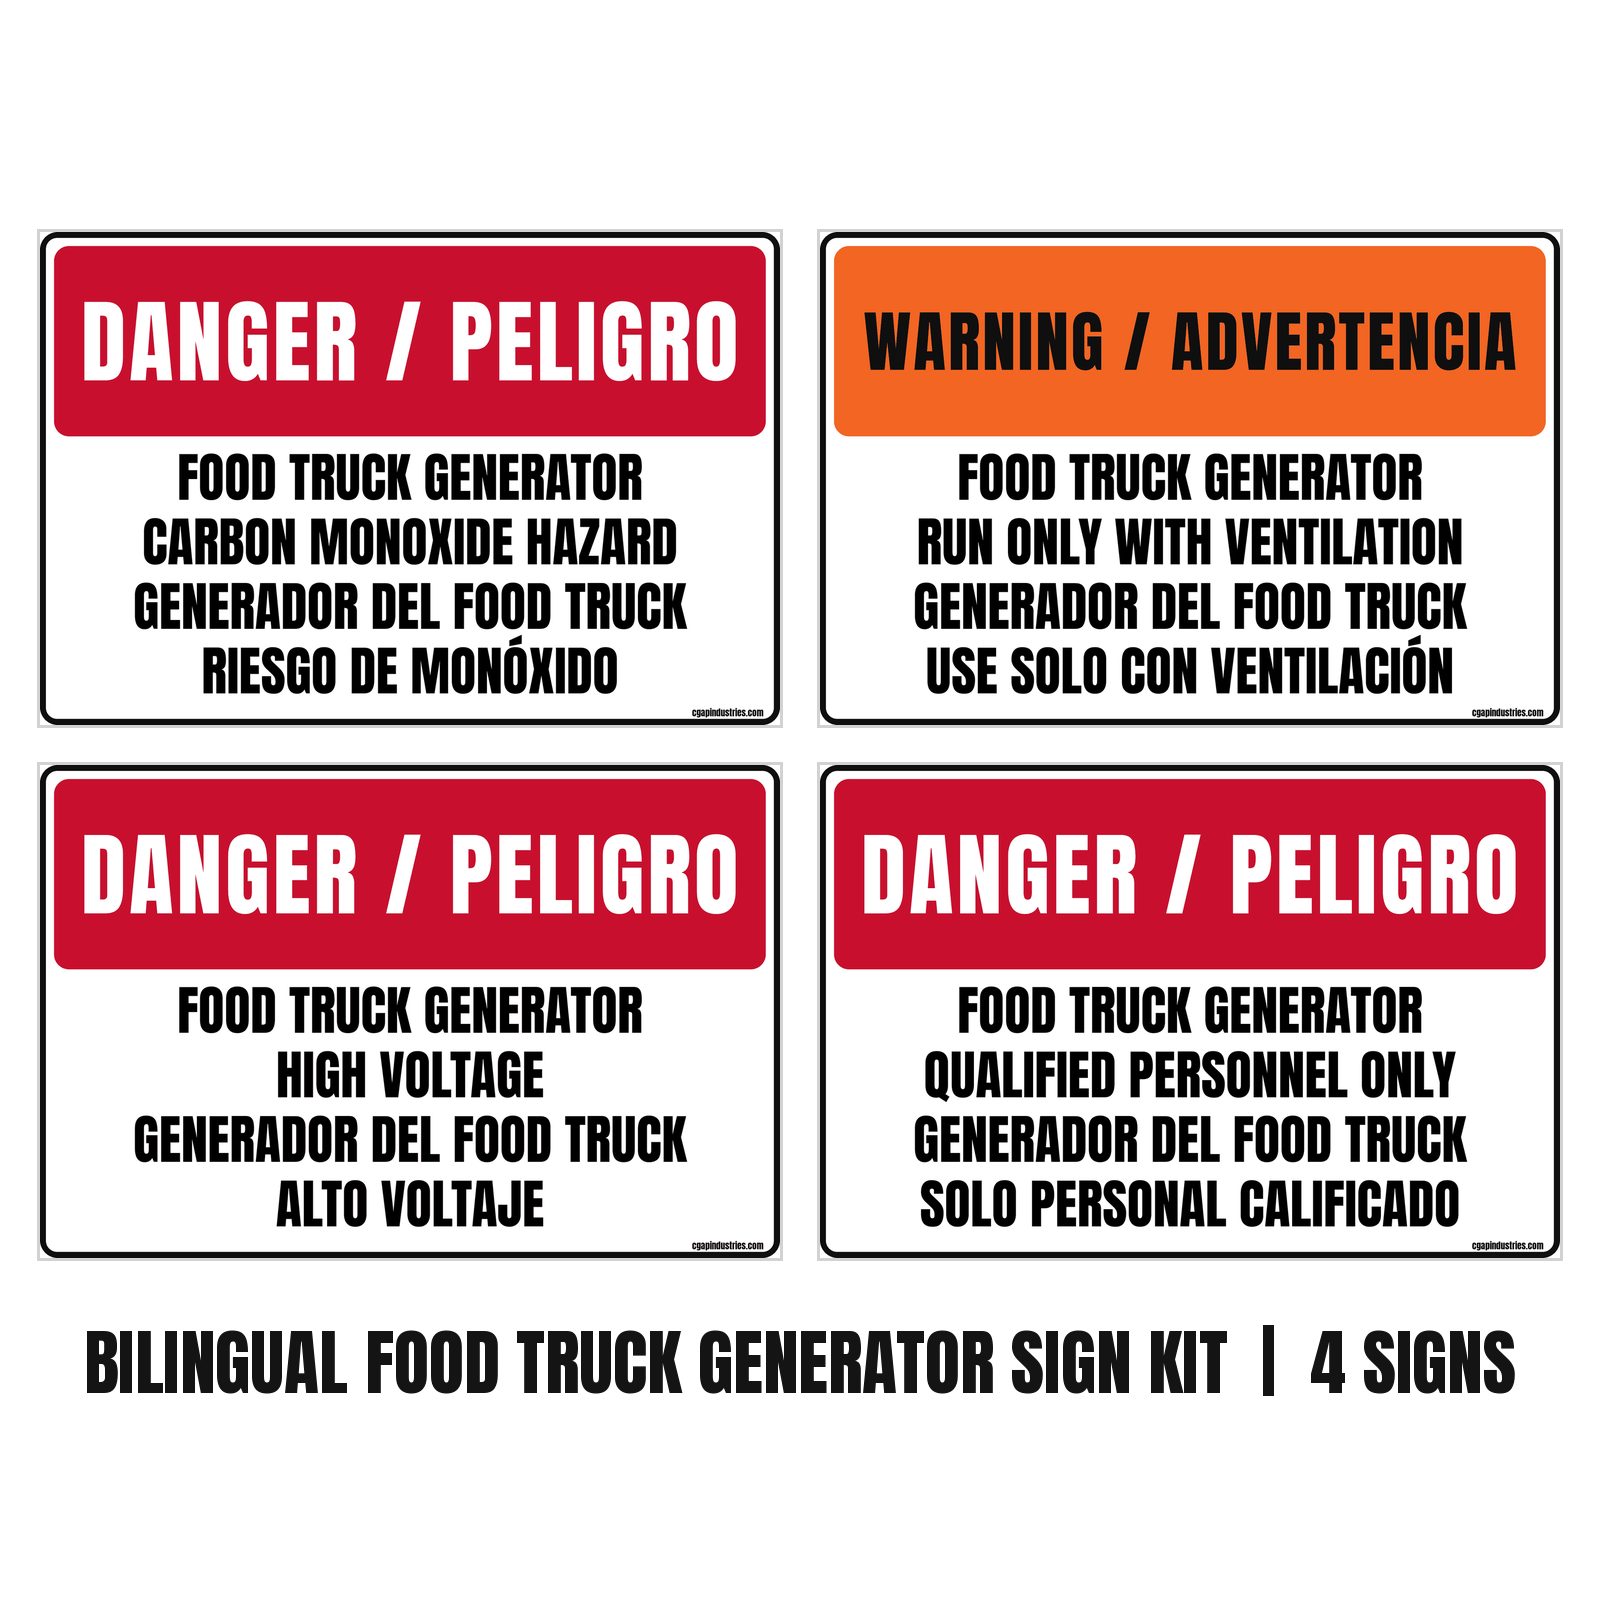 DANGER / PELIGRO
FOOD TRUCK GENERATOR
CARBON MONOXIDE HAZARD
GENERADOR DEL FOOD TRUCK
RIESGO DE MONÓXIDO
cgapindustries.com
WARNING / ADVERTENCIA
FOOD TRUCK GENERATOR
RUN ONLY WITH VENTILATION
GENERADOR DEL FOOD TRUCK
USE SOLO CON VENTILACIÓN
cgapindustries.com
DANGER / PELIGRO
FOOD TRUCK GENERATOR
HIGH VOLTAGE
GENERADOR DEL FOOD TRUCK
ALTO VOLTAJE
cgapindustries.com
DANGER / PELIGRO
FOOD TRUCK GENERATOR
QUALIFIED PERSONNEL ONLY
GENERADOR DEL FOOD TRUCK
SOLO PERSONAL CALIFICADO
cgapindustries.com
BILINGUAL FOOD TRUCK GENERATOR SIGN KIT | 4 SIGNS